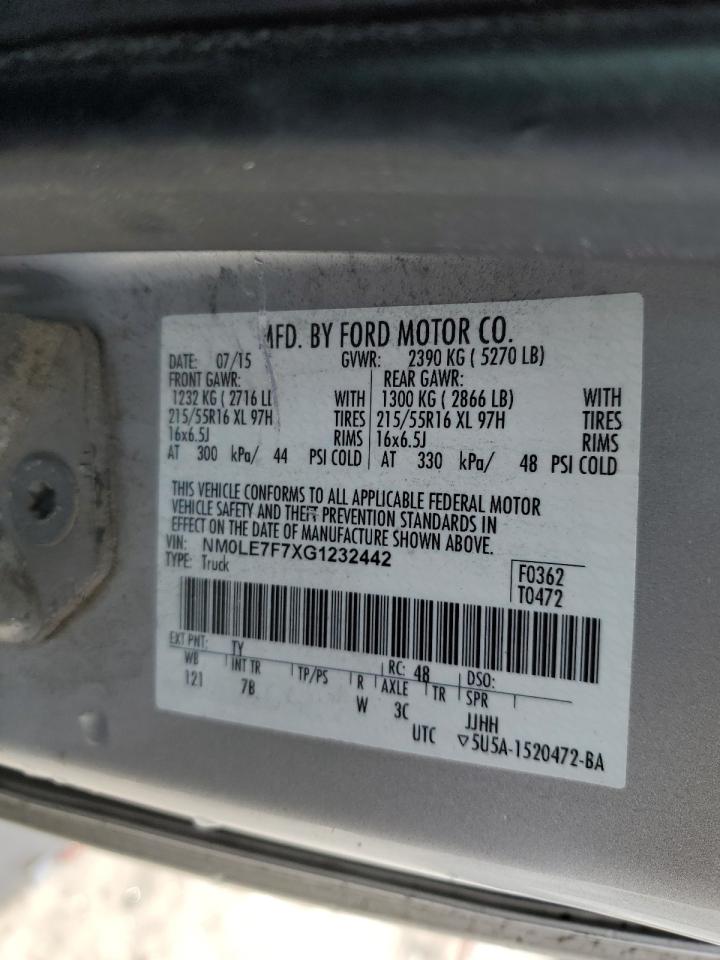 MFD. BY FORD MOTOR CO.
DATE: 07/15 GVWR: 2390 KG ( 5270 LB)
FRONT GAWR: REAR GAWR:
1232 KG ( 2716 LB WITH 1300 KG ( 2866 LB) WITH
215/55R16 XL 97H TIRES 215/55R16 XL 97H TIRES
16x6.5J RIMS 16x6.5J RIMS
AT 300 kPa/ 44 PSI COLD AT 330 kPa/ 48 PSI COLD
THIS VEHICLE CONFORMS TO ALL APPLICABLE FEDERAL MOTOR
VEHICLE SAFETY AND THEFT PREVENTION STANDARDS IN
EFFECT ON THE DATE OF MANUFACTURE SHOWN ABOVE.
VIN: NM0LE7F7XG1232442
TYPE: Truck
F0362
T0472
EXT PNT: TY RC: 48 DSO:
WB INT TR TP/PS R AXLE TR SPR
121 7B W 3C JJHH
UTC ▽5U5A-1520472-BA